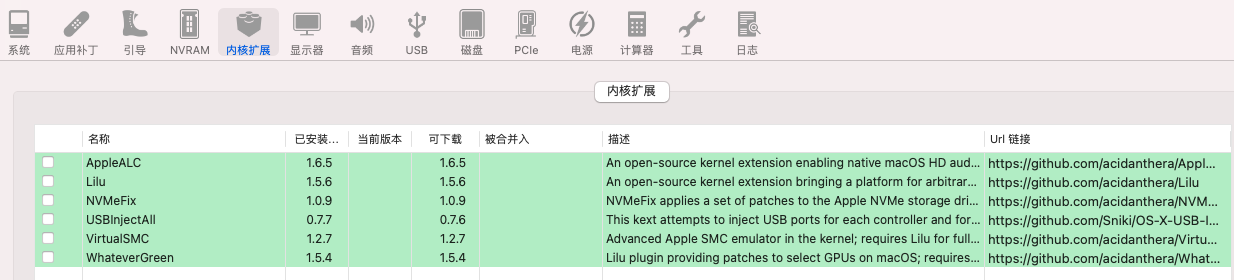 系统 应用补丁 引导 NVRAM 内核扩展 显示器 音频 USB 磁盘 PCIe 电源 计算器 工具 日志
内核扩展
名称 已安装... 当前版本 可下载 被合并入 描述 Url 链接
AppleALC 1.6.5 1.6.5 An open-source kernel extension enabling native macOS HD aud... https://github.com/acidanthera/Appl...
Lilu 1.5.6 1.5.6 An open-source kernel extension bringing a platform for arbitrar... https://github.com/acidanthera/Lilu
NVMeFix 1.0.9 1.0.9 NVMeFix applies a set of patches to the Apple NVMe storage dri... https://github.com/acidanthera/NVM...
USBInjectAll 0.7.7 0.7.6 This kext attempts to inject USB ports for each controller and for... https://github.com/Sniki/OS-X-USB-I...
VirtualSMC 1.2.7 1.2.7 Advanced Apple SMC emulator in the kernel; requires Lilu for full... https://github.com/acidanthera/Virtu...
WhateverGreen 1.5.4 1.5.4 Lilu plugin providing patches to select GPUs on macOS; requires... https://github.com/acidanthera/What...